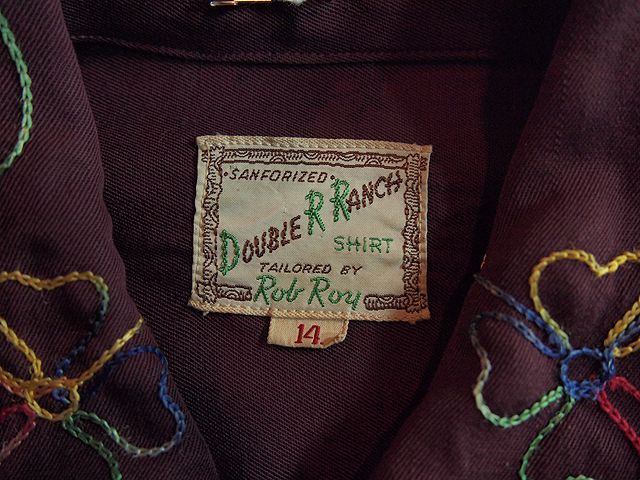 ·SANFORIZED·
DOUBLE R RANCH
SHIRT
TAILORED BY
Rob Roy
14